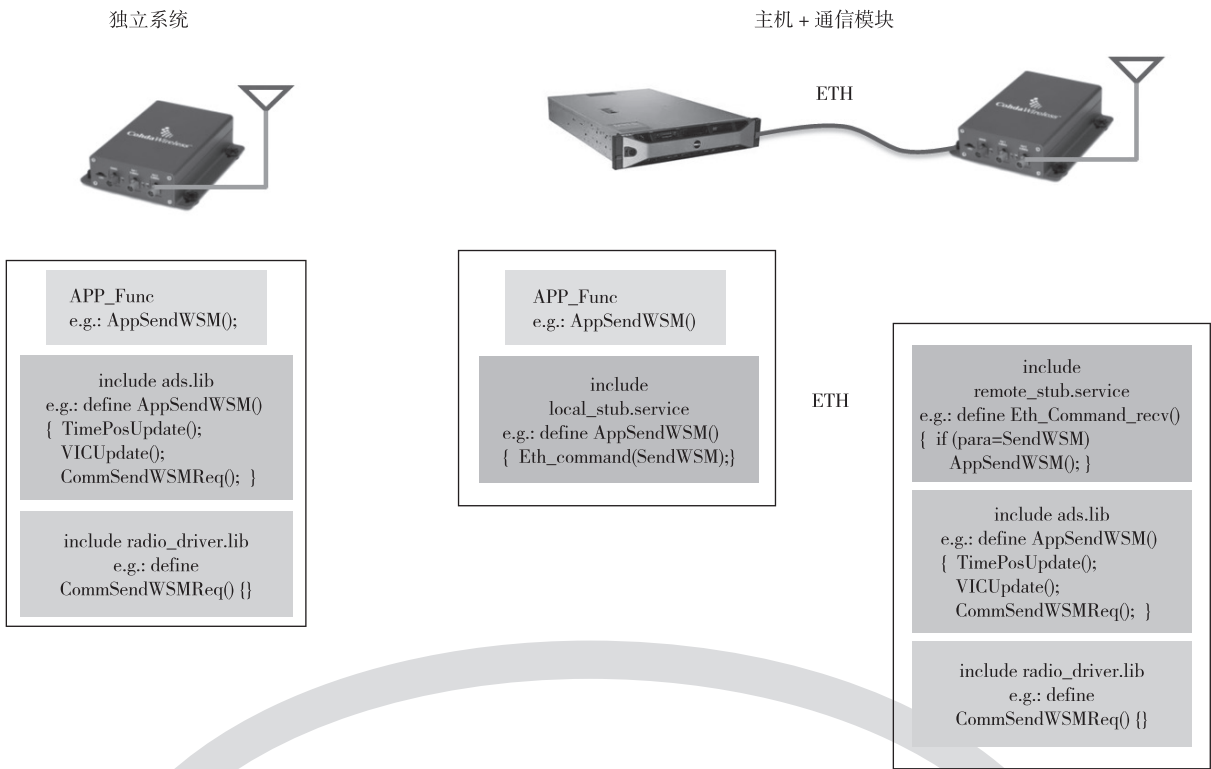 独立系统
主机 + 通信模块
ETH
CohdaWireless
CohdaWireless
APP_Func
e.g.: AppSendWSM();
include ads.lib
e.g.: define AppSendWSM()
{ TimePosUpdate();
VICUpdate();
CommSendWSMReq(); }
include radio_driver.lib
e.g.: define
CommSendWSMReq() {}
APP_Func
e.g.: AppSendWSM()
include
local_stub.service
e.g.: define AppSendWSM()
{ Eth_command(SendWSM);}
ETH
include
remote_stub.service
e.g.: define Eth_Command_recv()
{ if (para=SendWSM)
AppSendWSM(); }
include ads.lib
e.g.: define AppSendWSM()
{ TimePosUpdate();
VICUpdate();
CommSendWSMReq(); }
include radio_driver.lib
e.g.: define
CommSendWSMReq() {}